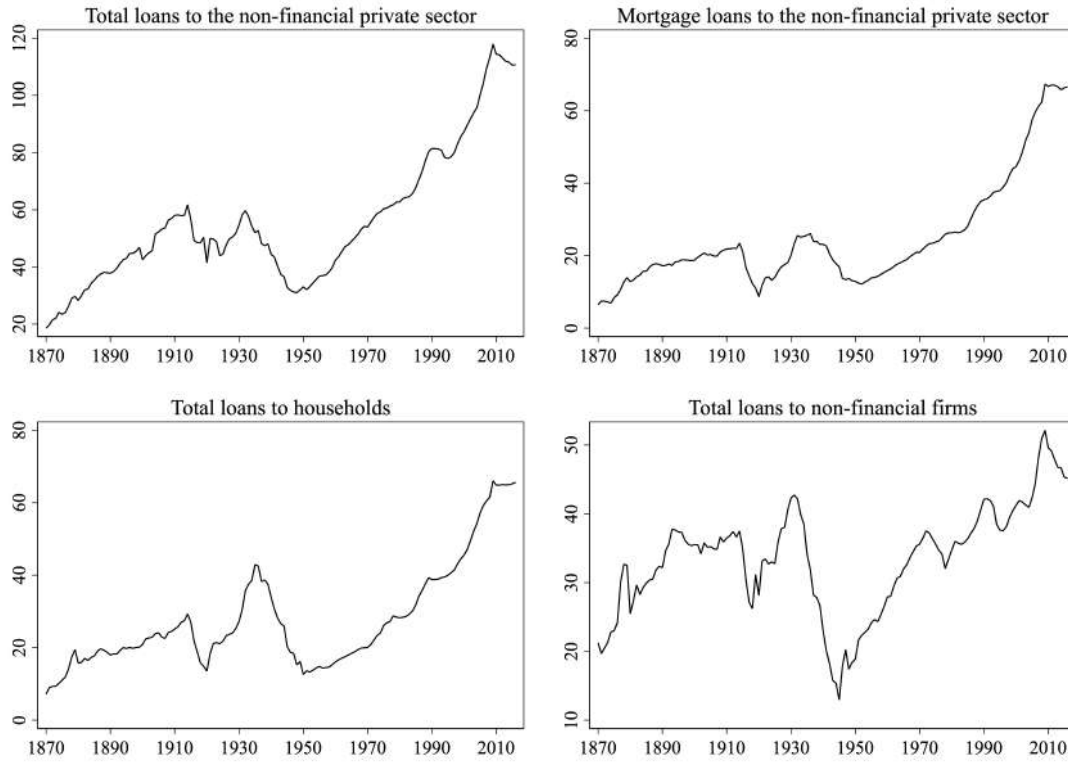 Total loans to the non-financial private sector
120
100
80
60
40
20
1870 1890 1910 1930 1950 1970 1990 2010
Mortgage loans to the non-financial private sector
80
60
40
20
0
1870 1890 1910 1930 1950 1970 1990 2010
Total loans to households
80
60
40
20
0
1870 1890 1910 1930 1950 1970 1990 2010
Total loans to non-financial firms
50
40
30
20
10
1870 1890 1910 1930 1950 1970 1990 2010